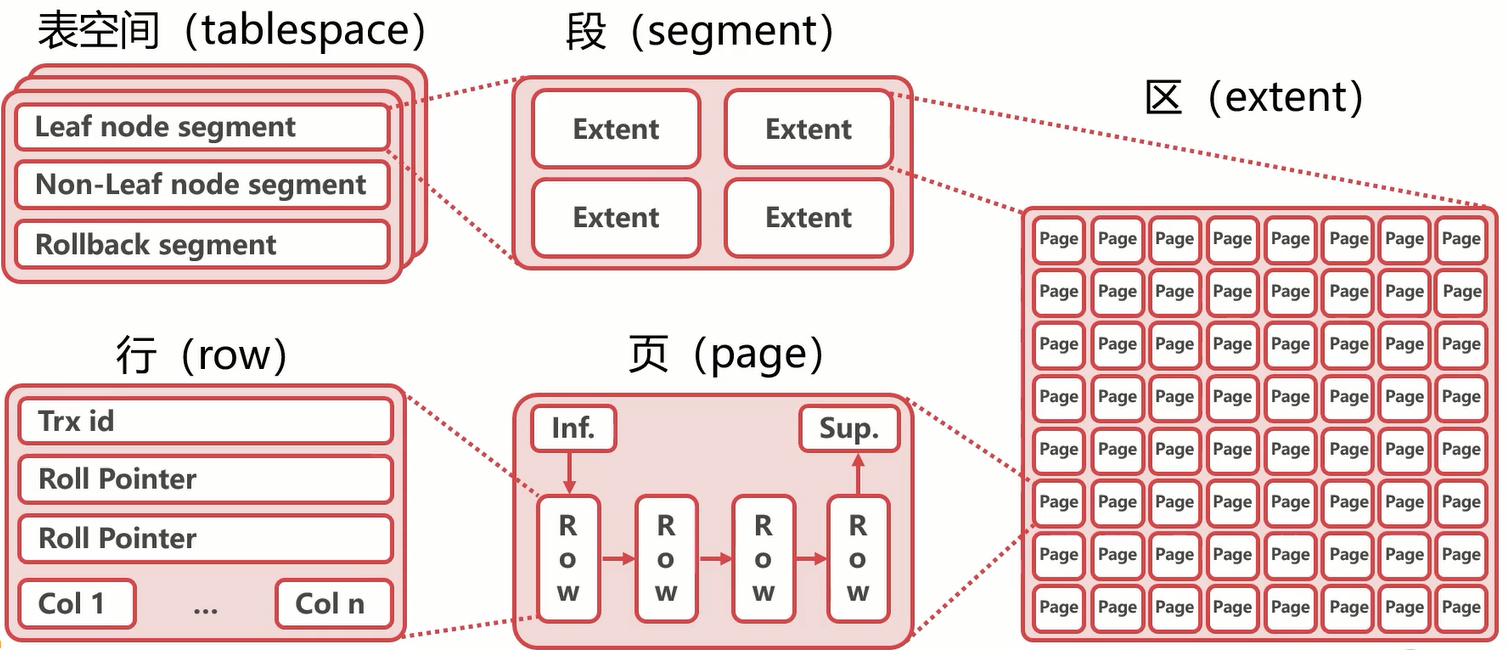 表空间（tablespace）
Leaf node segment
Non-Leaf node segment
Rollback segment
段（segment）
Extent Extent
Extent Extent
区（extent）
Page Page Page Page Page Page Page Page
Page Page Page Page Page Page Page Page
Page Page Page Page Page Page Page Page
Page Page Page Page Page Page Page Page
Page Page Page Page Page Page Page Page
Page Page Page Page Page Page Page Page
Page Page Page Page Page Page Page Page
Page Page Page Page Page Page Page Page
行（row）
Trx id
Roll Pointer
Roll Pointer
Col 1 ... Col n
页（page）
Inf. Sup.
Row Row Row Row